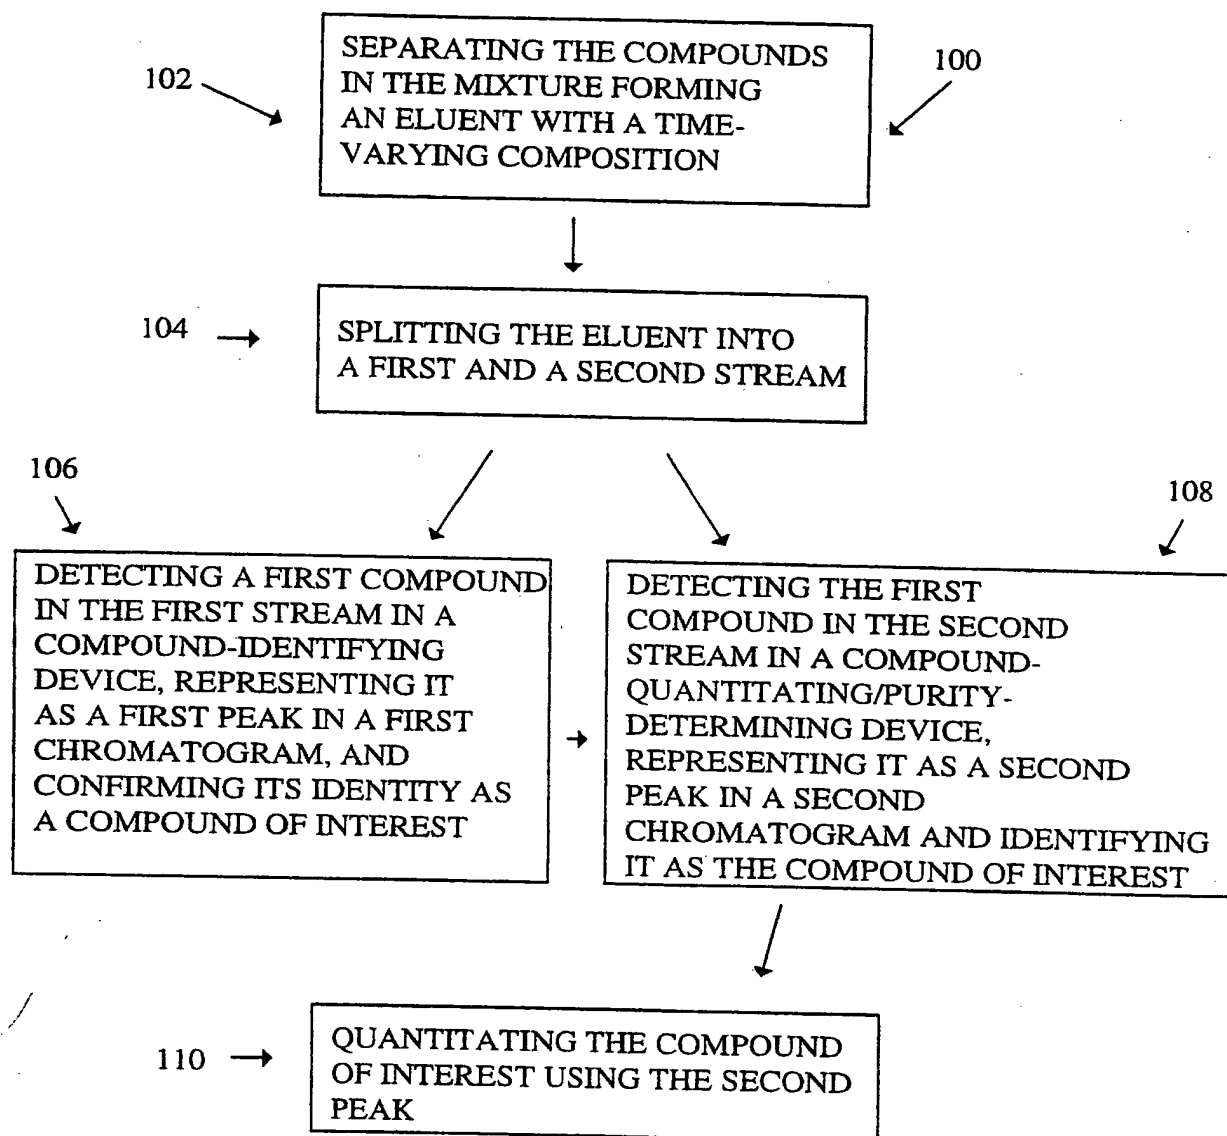 SEPARATING THE COMPOUNDS
IN THE MIXTURE FORMING
AN ELUENT WITH A TIME-
VARYING COMPOSITION
102
100
104
SPLITTING THE ELUENT INTO
A FIRST AND A SECOND STREAM
106
108
DETECTING A FIRST COMPOUND
IN THE FIRST STREAM IN A
COMPOUND-IDENTIFYING
DEVICE, REPRESENTING IT
AS A FIRST PEAK IN A FIRST
CHROMATOGRAM, AND
CONFIRMING ITS IDENTITY AS
A COMPOUND OF INTEREST
DETECTING THE FIRST
COMPOUND IN THE SECOND
STREAM IN A COMPOUND-
QUANTITATING/PURITY-
DETERMINING DEVICE,
REPRESENTING IT AS A SECOND
PEAK IN A SECOND
CHROMATOGRAM AND IDENTIFYING
IT AS THE COMPOUND OF INTEREST
110
QUANTITATING THE COMPOUND
OF INTEREST USING THE SECOND
PEAK